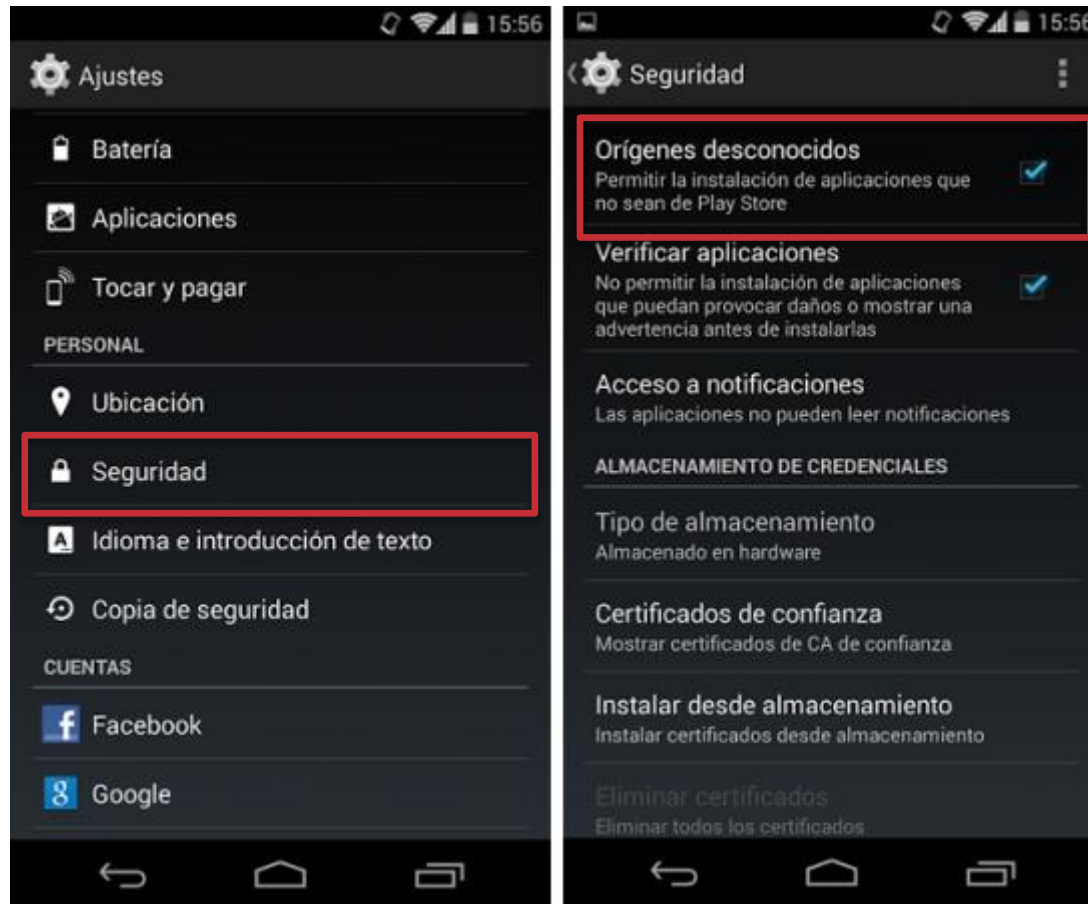 15:56
Ajustes
Batería
Aplicaciones
Tocar y pagar
PERSONAL
Ubicación
Seguridad
Idioma e introducción de texto
Copia de seguridad
CUENTAS
Facebook
Google
15:56
Seguridad
Orígenes desconocidos
Permitir la instalación de aplicaciones que
no sean de Play Store
Verificar aplicaciones
No permitir la instalación de aplicaciones
que puedan provocar daños o mostrar una
advertencia antes de instalarlas
Acceso a notificaciones
Las aplicaciones no pueden leer notificaciones
ALMACENAMIENTO DE CREDENCIALES
Tipo de almacenamiento
Almacenado en hardware
Certificados de confianza
Mostrar certificados de CA de confianza
Instalar desde almacenamiento
Instalar certificados desde almacenamiento
Eliminar certificados
Eliminar todos los certificados